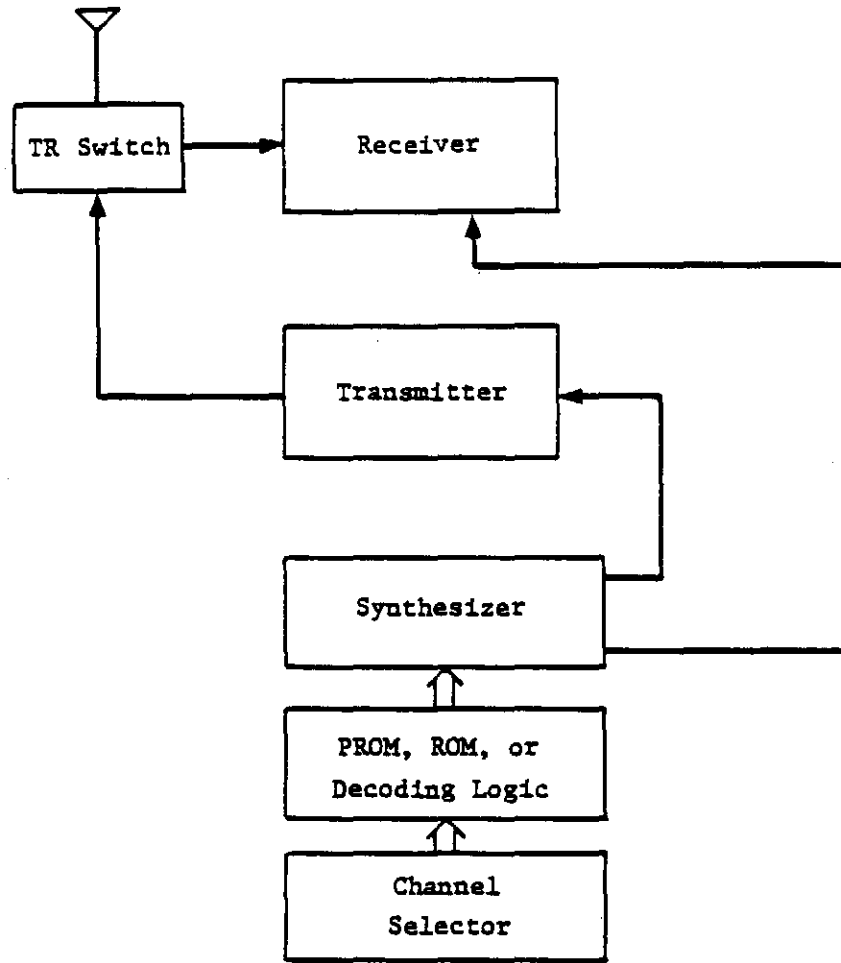 TR Switch
Receiver
Transmitter
Synthesizer
PROM, ROM, or
Decoding Logic
Channel
Selector